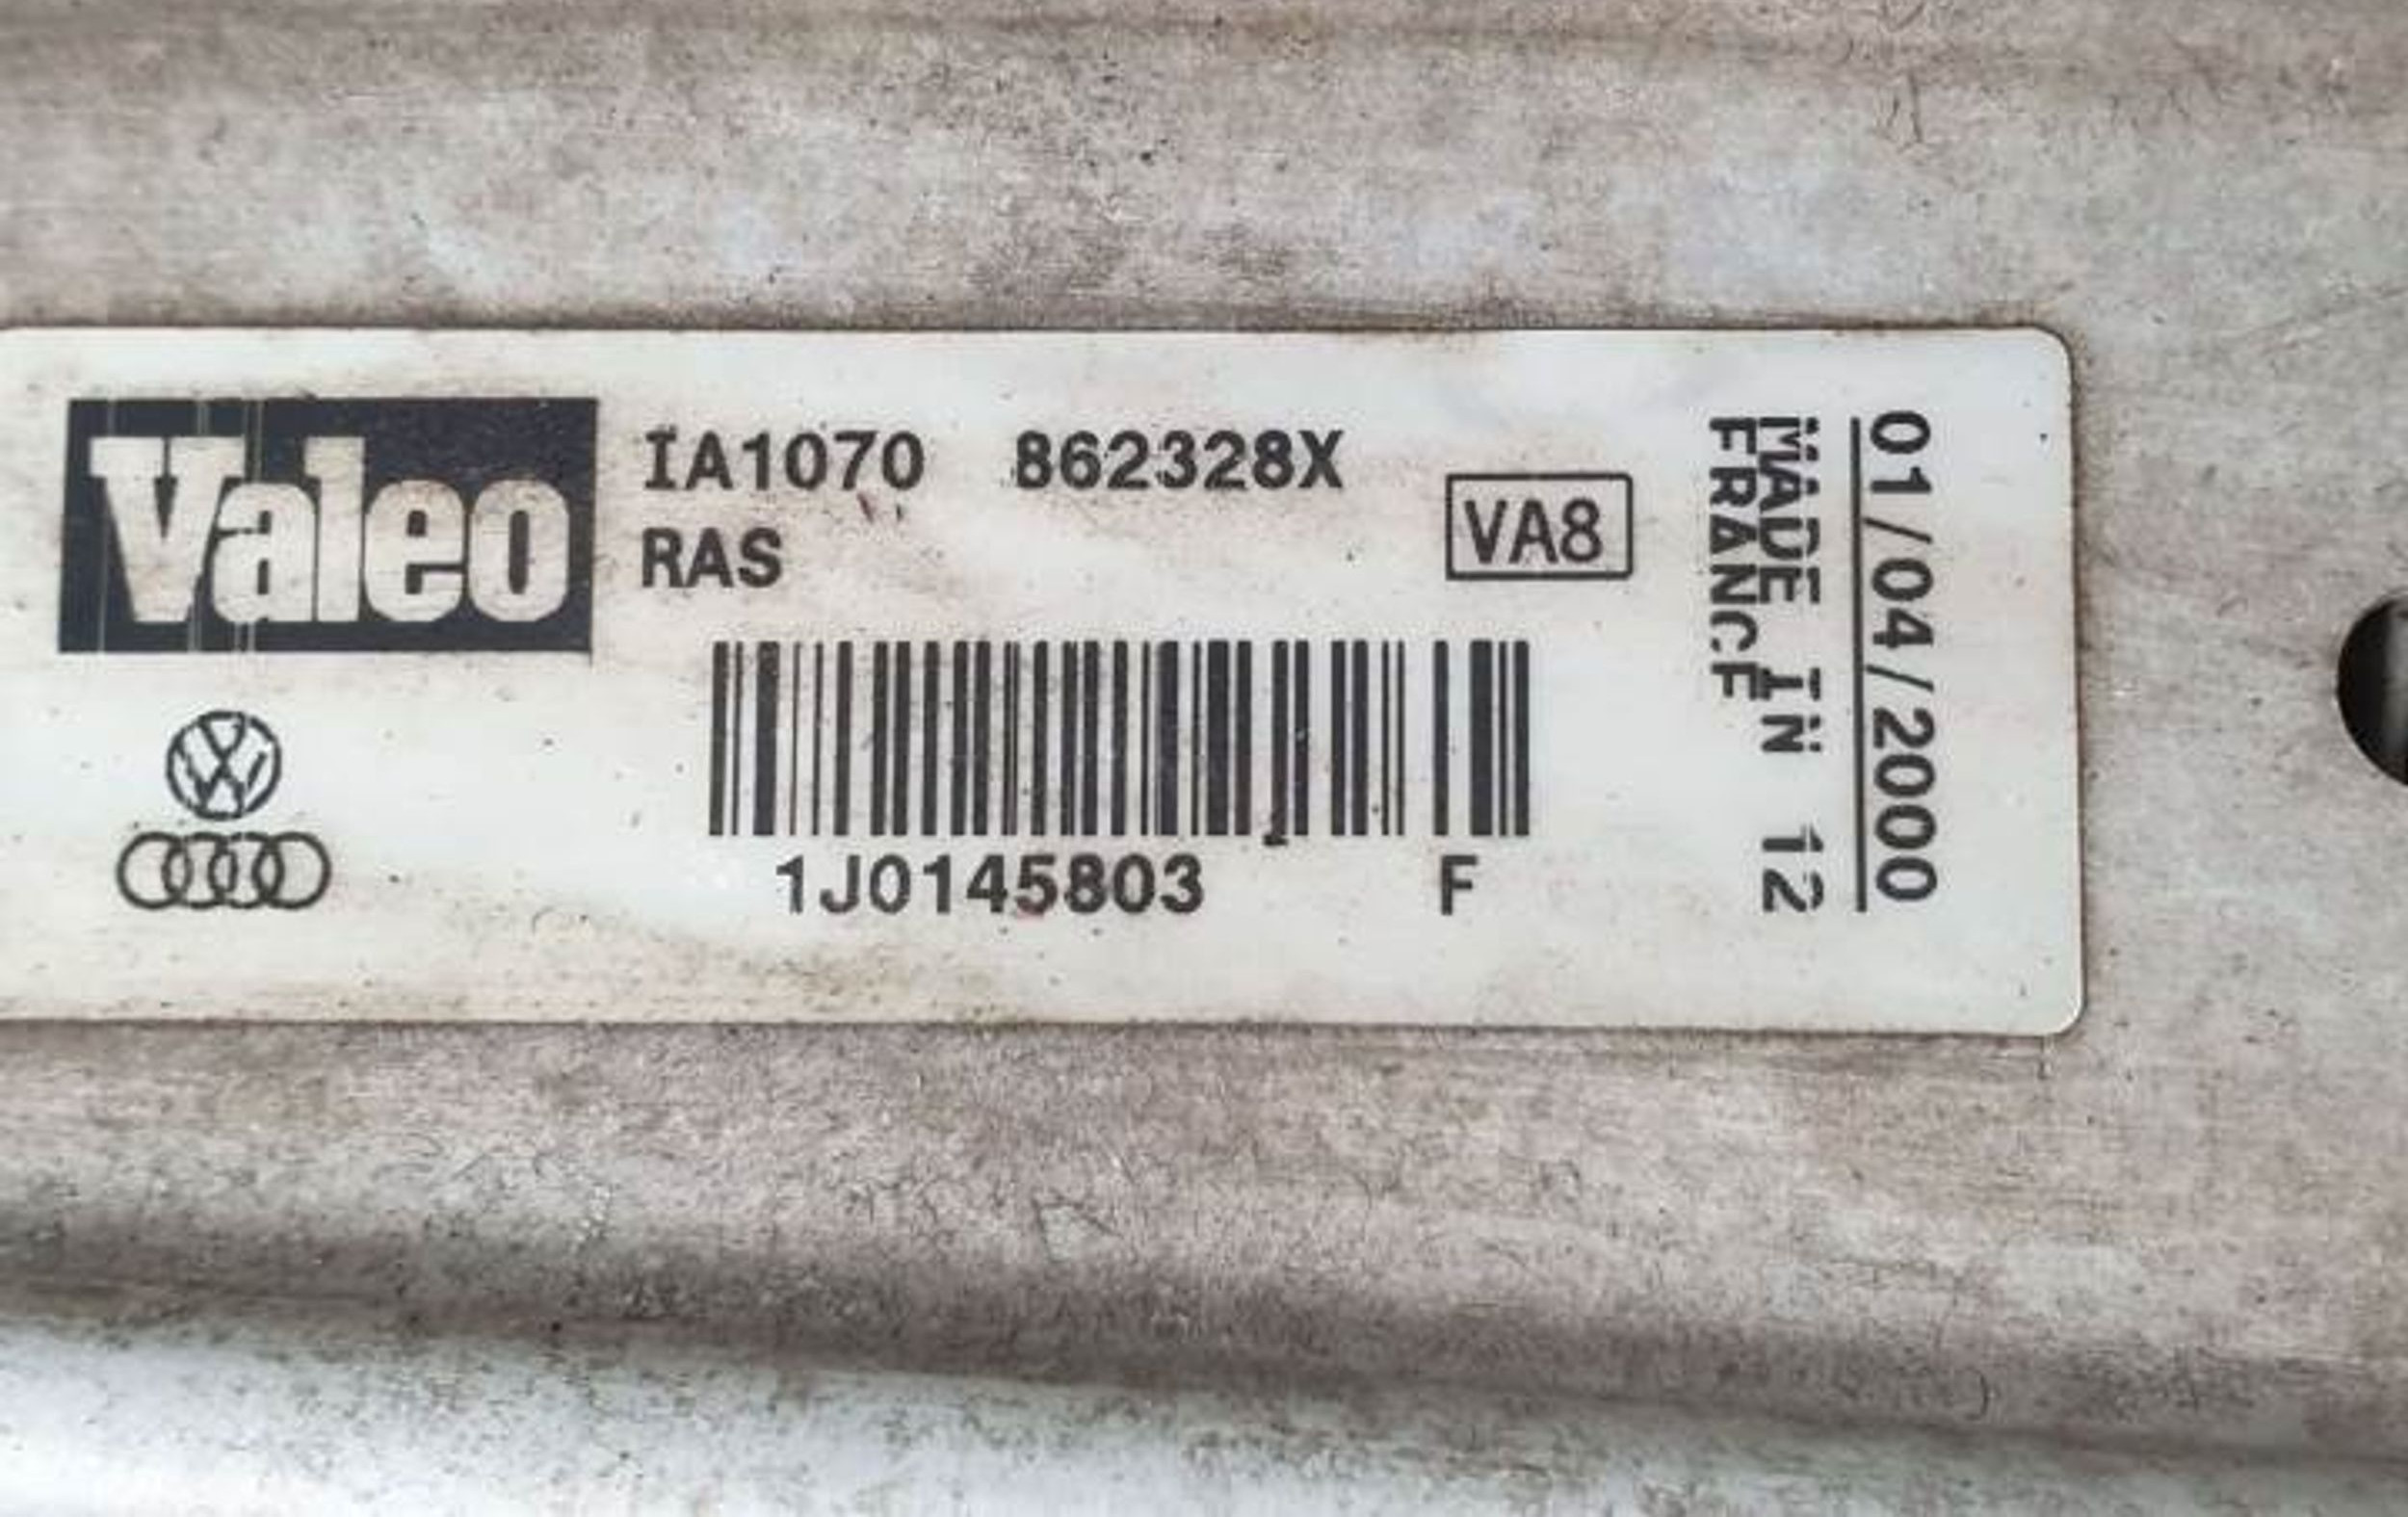 Valeo
IA1070 862328X
RAS
VA8
1J0145803 F
01/04/2000
MADE IN 12
FRANCE